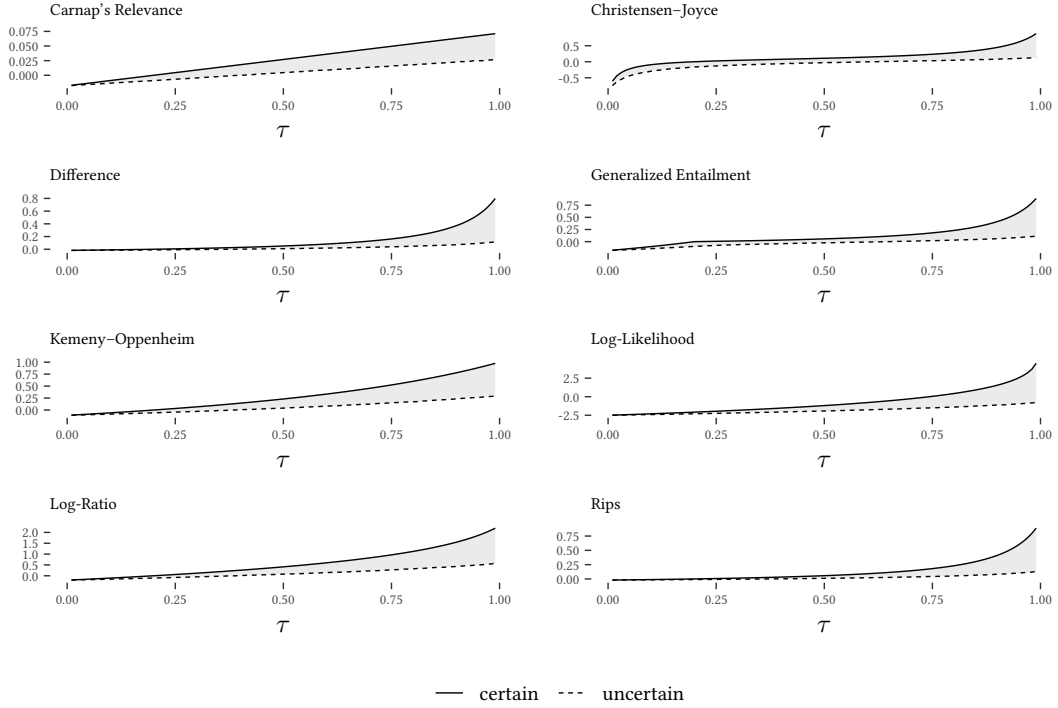 Carnap's Relevance
0.075
0.050
0.025
0.000
0.00 0.25 0.50 0.75 1.00
τ
Christensen–Joyce
0.5
0.0
-0.5
0.00 0.25 0.50 0.75 1.00
τ
Difference
0.8
0.6
0.4
0.2
0.0
0.00 0.25 0.50 0.75 1.00
τ
Generalized Entailment
0.75
0.50
0.25
0.00
0.00 0.25 0.50 0.75 1.00
τ
Kemeny–Oppenheim
1.00
0.75
0.50
0.25
0.00
0.00 0.25 0.50 0.75 1.00
τ
Log-Likelihood
2.5
0.0
-2.5
0.00 0.25 0.50 0.75 1.00
τ
Log-Ratio
2.0
1.5
1.0
0.5
0.0
0.00 0.25 0.50 0.75 1.00
τ
Rips
0.75
0.50
0.25
0.00
0.00 0.25 0.50 0.75 1.00
τ
certain uncertain